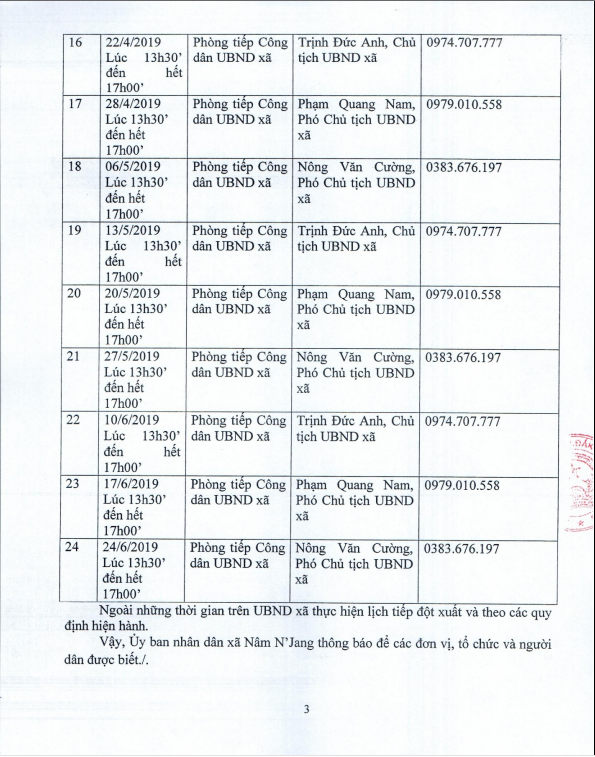 16 22/4/2019 Phòng tiếp Công Trịnh Đức Anh, Chủ 0974.707.777
Lúc 13h30’ dân UBND xã tịch UBND xã
đến hết
17h00’
17 28/4/2019 Phòng tiếp Công Phạm Quang Nam, 0979.010.558
Lúc 13h30’ dân UBND xã Phó Chủ tịch UBND
đến hết xã
17h00’
18 06/5/2019 Phòng tiếp Công Nông Văn Cường, 0383.676.197
Lúc 13h30’ dân UBND xã Phó Chủ tịch UBND
đến hết xã
17h00’
19 13/5/2019 Phòng tiếp Công Trịnh Đức Anh, Chủ 0974.707.777
Lúc 13h30’ dân UBND xã tịch UBND xã
đến hết
17h00’
20 20/5/2019 Phòng tiếp Công Phạm Quang Nam, 0979.010.558
Lúc 13h30’ dân UBND xã Phó Chủ tịch UBND
đến hết xã
17h00’
21 27/5/2019 Phòng tiếp Công Nông Văn Cường, 0383.676.197
Lúc 13h30’ dân UBND xã Phó Chủ tịch UBND
đến hết xã
17h00’
22 10/6/2019 Phòng tiếp Công Trịnh Đức Anh, Chủ 0974.707.777
Lúc 13h30’ dân UBND xã tịch UBND xã
đến hết
17h00’
23 17/6/2019 Phòng tiếp Công Phạm Quang Nam, 0979.010.558
Lúc 13h30’ dân UBND xã Phó Chủ tịch UBND
đến hết xã
17h00’
24 24/6/2019 Phòng tiếp Công Nông Văn Cường, 0383.676.197
Lúc 13h30’ dân UBND xã Phó Chủ tịch UBND
đến hết xã
17h00’
Ngoài những thời gian trên UBND xã thực hiện lịch tiếp đột xuất và theo các quy
định hiện hành.
Vậy, Ủy ban nhân dân xã Nâm N’Jang thông báo để các đơn vị, tổ chức và người
dân được biết./.
3